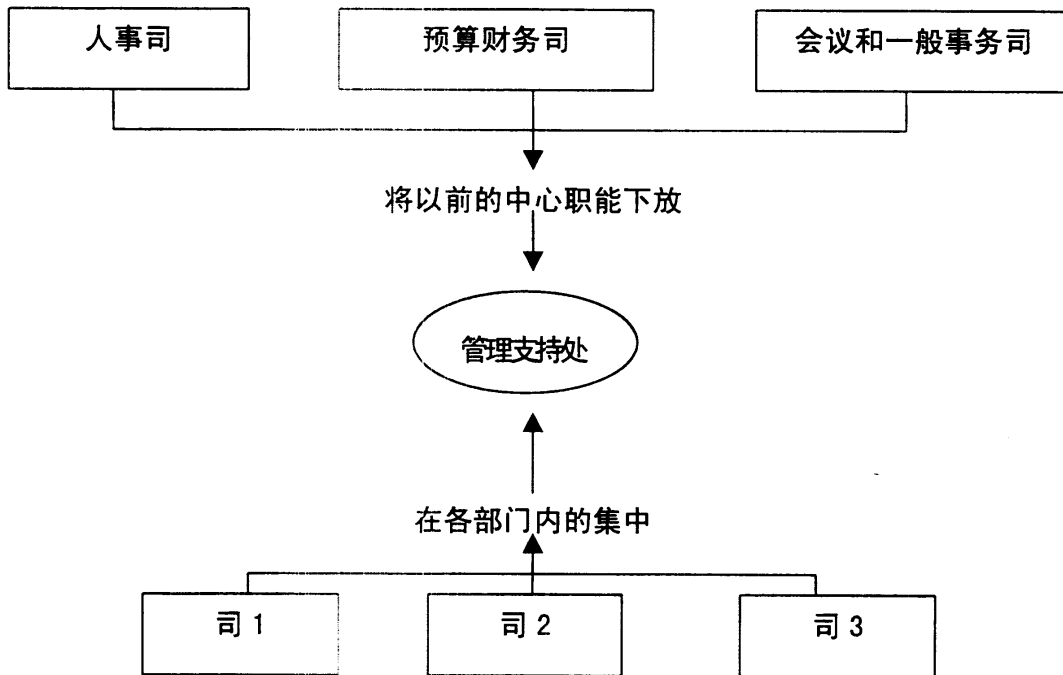 人事司
预算财务司
会议和一般事务司
将以前的中心职能下放
管理支持处
在各部门内的集中
司 1
司 2
司 3